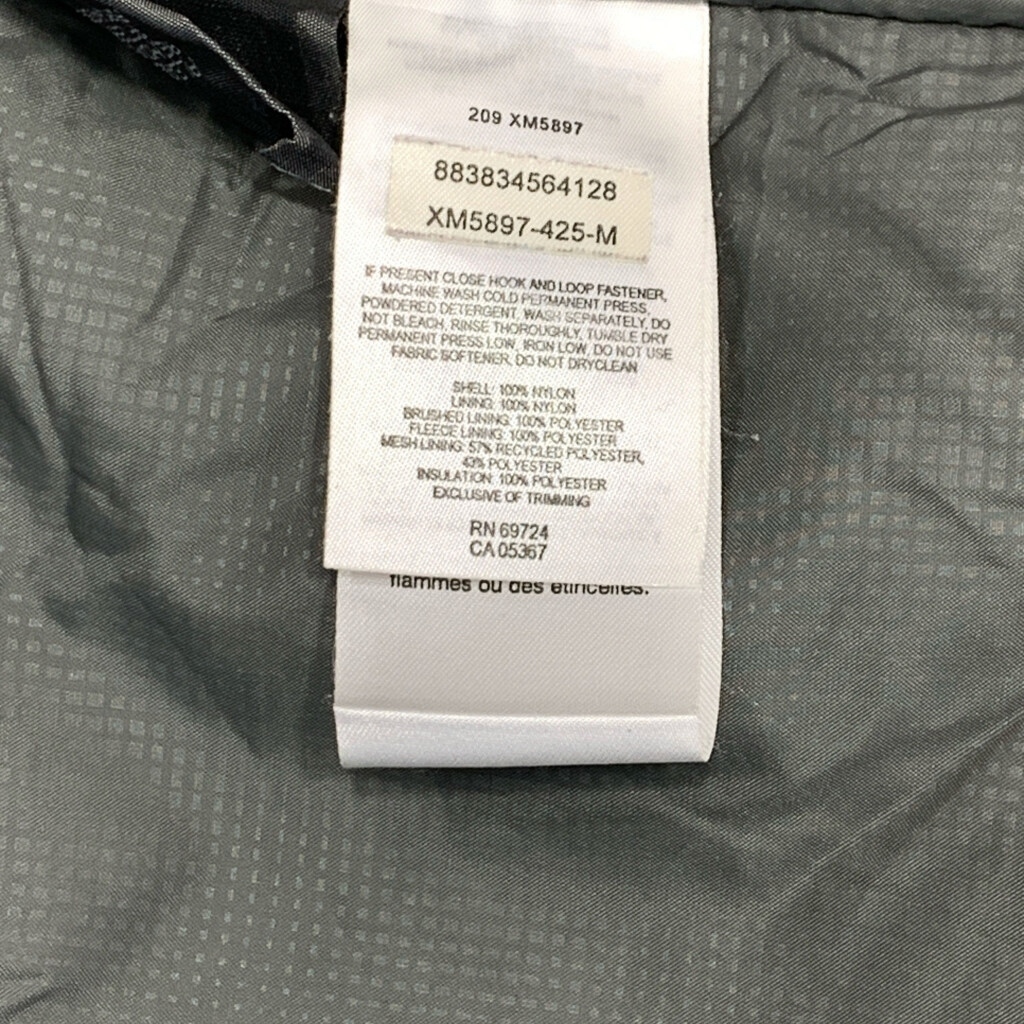 209 XM5897
883834564128
XM5897-425-M
IF PRESENT CLOSE HOOK AND LOOP FASTENER,
MACHINE WASH COLD PERMANENT PRESS,
POWDERED DETERGENT, WASH SEPARATELY, DO
NOT BLEACH, RINSE THOROUGHLY, TUMBLE DRY
PERMANENT PRESS LOW, IRON LOW, DO NOT USE
FABRIC SOFTENER, DO NOT DRYCLEAN
SHELL: 100% NYLON
LINING: 100% NYLON
BRUSHED LINING: 100% POLYESTER
FLEECE LINING: 100% POLYESTER
MESH LINING: 57% RECYCLED POLYESTER,
43% POLYESTER
INSULATION: 100% POLYESTER
EXCLUSIVE OF TRIMMING
RN 69724
CA 05367
flammes ou des étincelles.